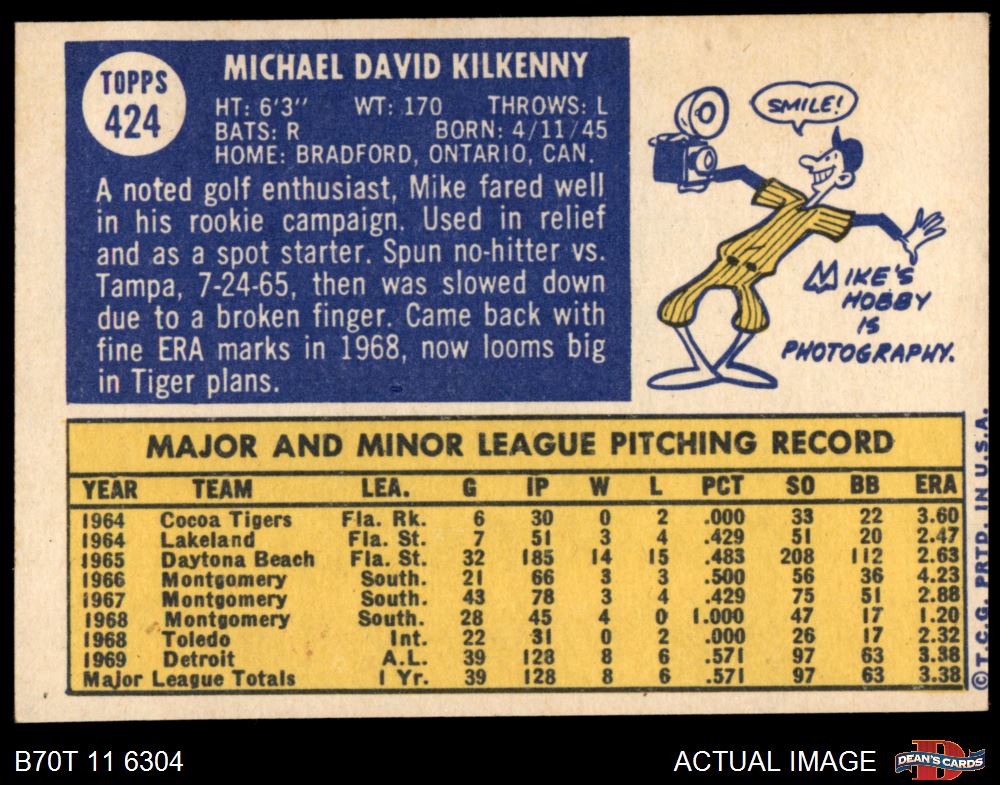 TOPPS
424
MICHAEL DAVID KILKENNY
HT: 6'3" WT: 170 THROWS: L
BATS: R BORN: 4/11/45
HOME: BRADFORD, ONTARIO, CAN.
A noted golf enthusiast, Mike fared well
in his rookie campaign. Used in relief
and as a spot starter. Spun no-hitter vs.
Tampa, 7-24-65, then was slowed down
due to a broken finger. Came back with
fine ERA marks in 1968, now looms big
in Tiger plans.
SMILE!
MIKE'S
HOBBY
IS
PHOTOGRAPHY.
MAJOR AND MINOR LEAGUE PITCHING RECORD
YEAR TEAM LEA. G IP W L PCT SO BB ERA
1964 Cocoa Tigers Fla. Rk. 6 30 0 2 .000 33 22 3.60
1964 Lakeland Fla. St. 7 51 3 4 .429 51 20 2.47
1965 Daytona Beach Fla. St. 32 185 14 15 .483 208 112 2.63
1966 Montgomery South. 21 66 3 3 .500 56 36 4.23
1967 Montgomery South. 43 78 3 4 .429 75 51 2.88
1968 Montgomery South. 28 45 4 0 1.000 47 17 1.20
1968 Toledo Int. 22 31 0 2 .000 26 17 2.32
1969 Detroit A.L. 39 128 8 6 .571 97 63 3.38
Major League Totals 1 Yr. 39 128 8 6 .571 97 63 3.38
© T.C.G. PRTD. IN U.S.A.
B70T 11 6304
ACTUAL IMAGE
D
DEAN'S CARDS